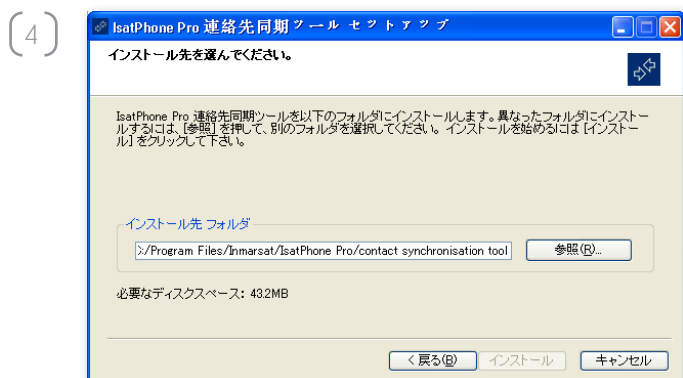 (4)
IsatPhone Pro 連絡先同期ツール セットアップ
インストール先を選んでください。
IsatPhone Pro 連絡先同期ツールを以下のフォルダにインストールします。異なったフォルダにインストー
ルするには、[参照] を押して、別のフォルダを選択してください。インストールを始めるには [インストー
ル] をクリックして下さい。
インストール先 フォルダ
:/Program Files/Inmarsat/IsatPhone Pro/contact synchronisation tool
参照(R)...
必要なディスクスペース: 43.2MB
< 戻る(B)
インストール
キャンセル